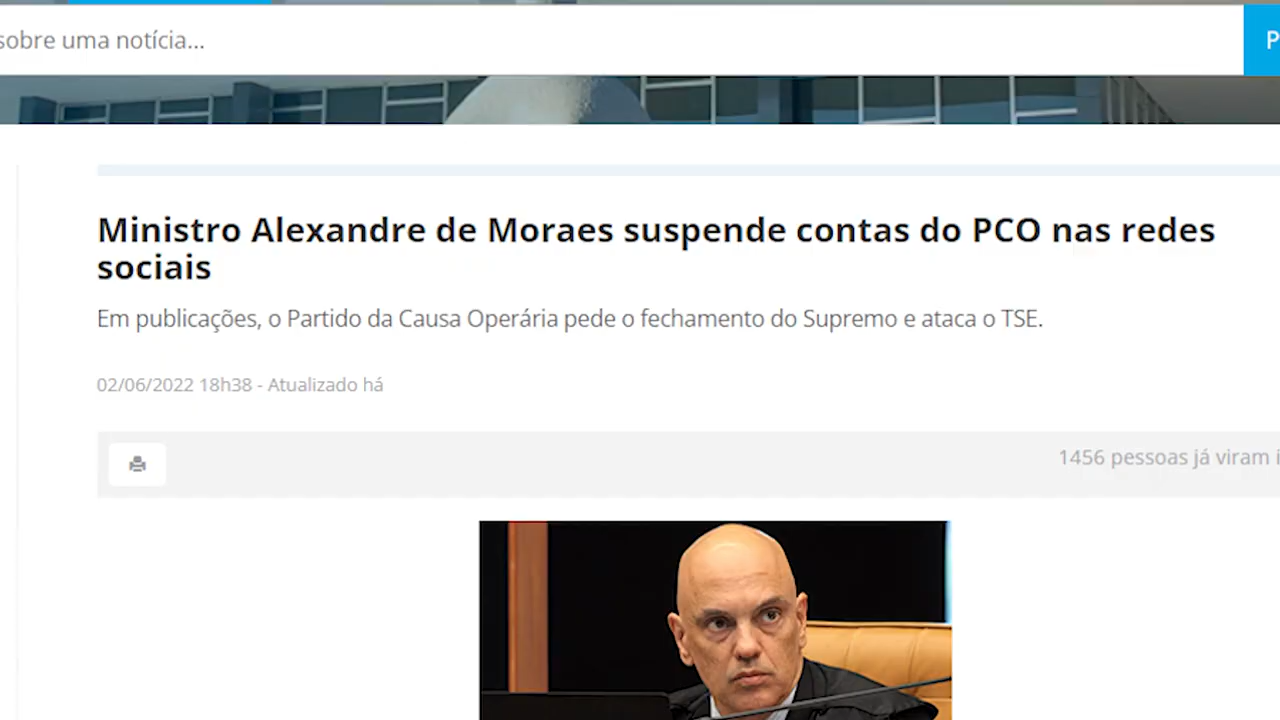 sobre uma notícia...
Ministro Alexandre de Moraes suspende contas do PCO nas redes
sociais
Em publicações, o Partido da Causa Operária pede o fechamento do Supremo e ataca o TSE.
02/06/2022 18h38 - Atualizado há
1456 pessoas já viram